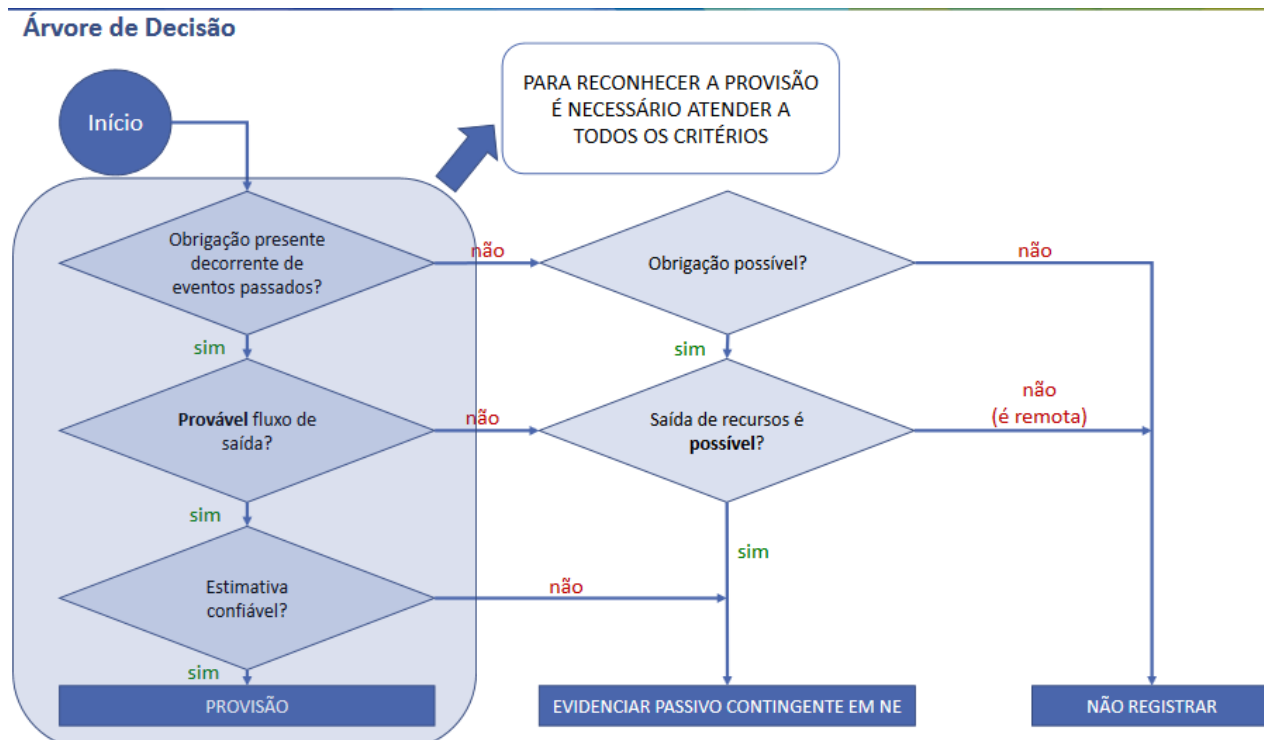 Árvore de Decisão
Início
PARA RECONHECER A PROVISÃO
É NECESSÁRIO ATENDER A
TODOS OS CRITÉRIOS
Obrigação presente
decorrente de
eventos passados?
não
Obrigação possível?
não
sim
sim
Provável fluxo de
saída?
não
Saída de recursos é
possível?
não
(é remota)
sim
sim
Estimativa
confiável?
não
sim
PROVISÃO
EVIDENCIAR PASSIVO CONTINGENTE EM NE
NÃO REGISTRAR